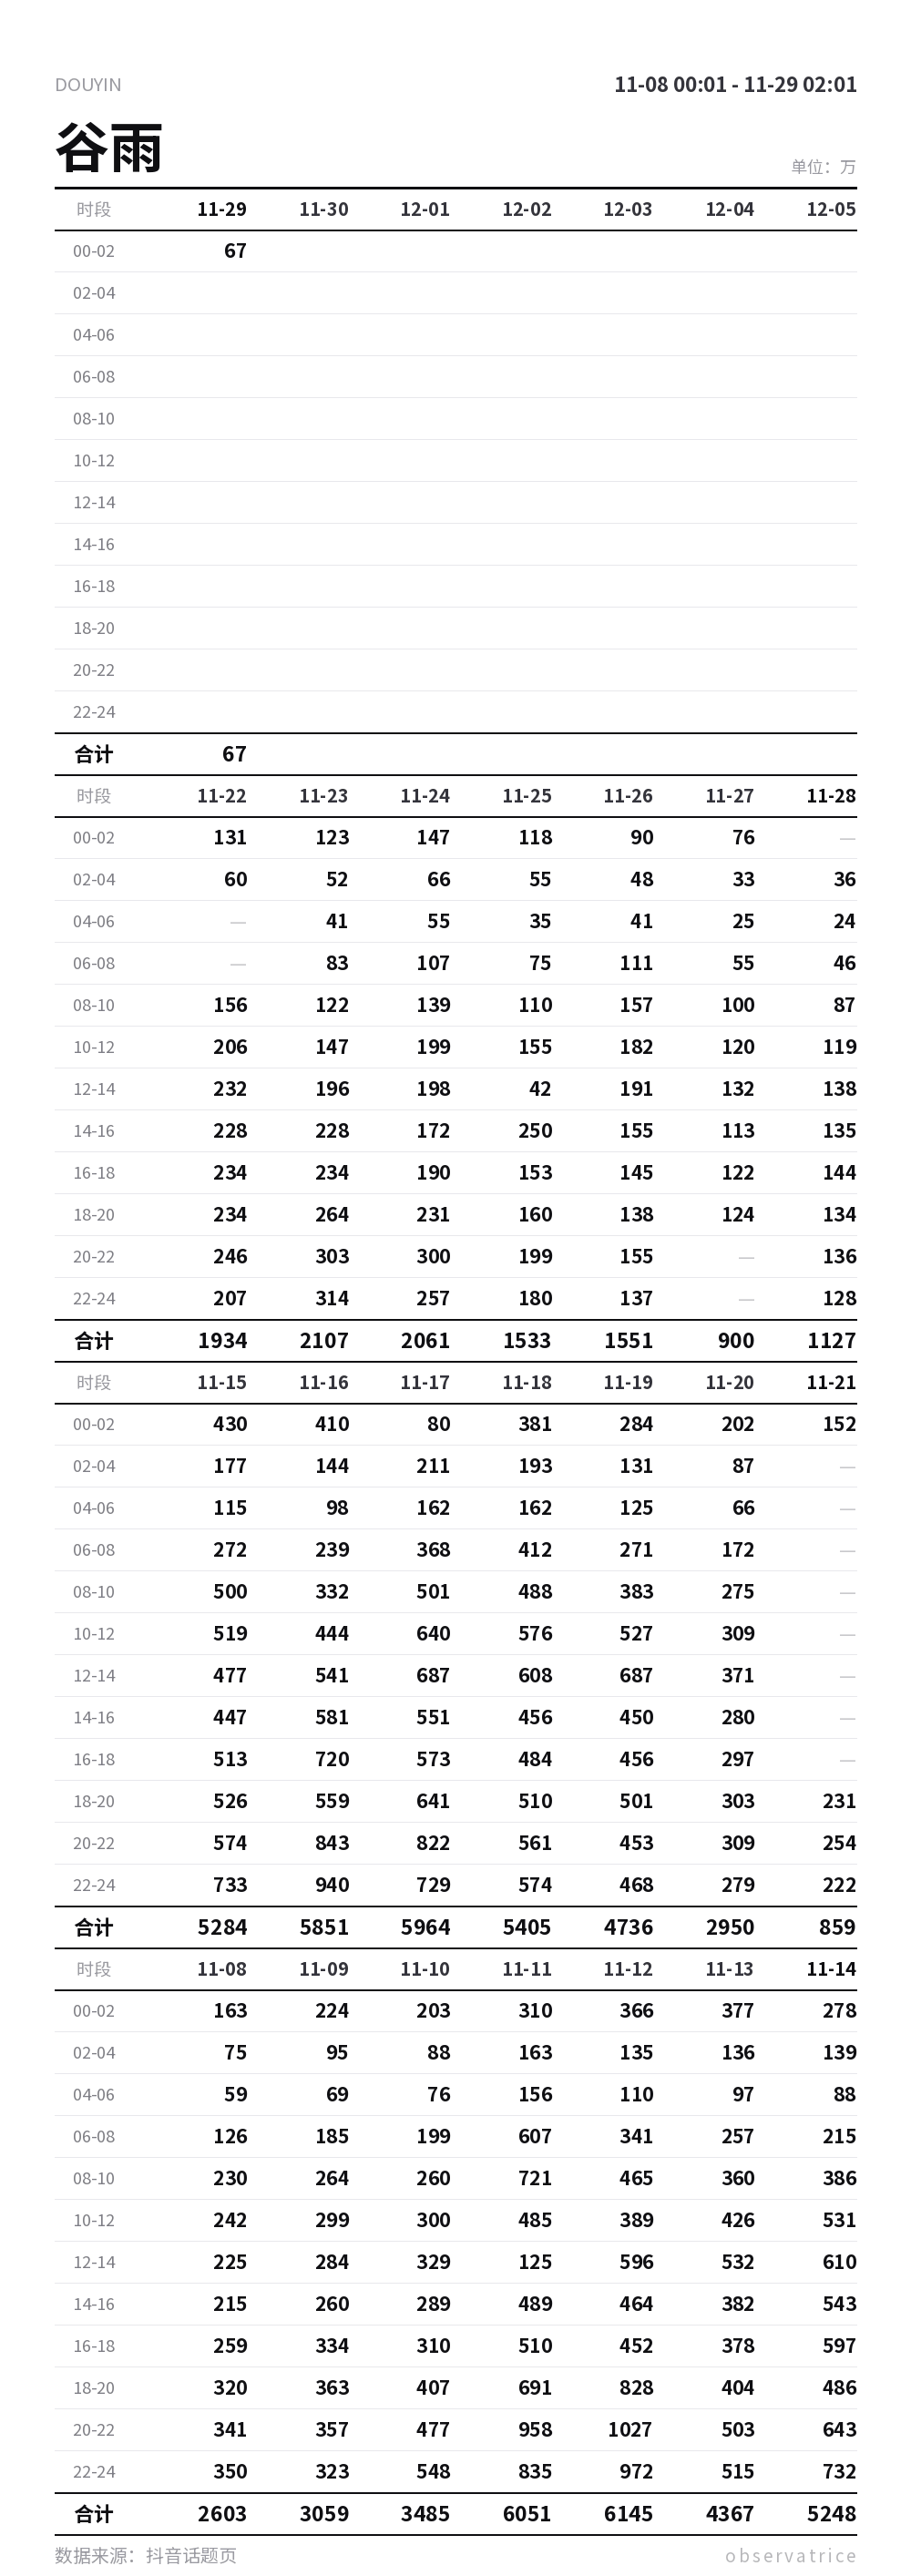 DOUYIN 11-08 00:01 - 11-29 02:01
谷雨 单位：万
时段 11-29 11-30 12-01 12-02 12-03 12-04 12-05
00-02 67
02-04
04-06
06-08
08-10
10-12
12-14
14-16
16-18
18-20
20-22
22-24
合计 67
时段 11-22 11-23 11-24 11-25 11-26 11-27 11-28
00-02 131 123 147 118 90 76 —
02-04 60 52 66 55 48 33 36
04-06 — 41 55 35 41 25 24
06-08 — 83 107 75 111 55 46
08-10 156 122 139 110 157 100 87
10-12 206 147 199 155 182 120 119
12-14 232 196 198 42 191 132 138
14-16 228 228 172 250 155 113 135
16-18 234 234 190 153 145 122 144
18-20 234 264 231 160 138 124 134
20-22 246 303 300 199 155 — 136
22-24 207 314 257 180 137 — 128
合计 1934 2107 2061 1533 1551 900 1127
时段 11-15 11-16 11-17 11-18 11-19 11-20 11-21
00-02 430 410 80 381 284 202 152
02-04 177 144 211 193 131 87 —
04-06 115 98 162 162 125 66 —
06-08 272 239 368 412 271 172 —
08-10 500 332 501 488 383 275 —
10-12 519 444 640 576 527 309 —
12-14 477 541 687 608 687 371 —
14-16 447 581 551 456 450 280 —
16-18 513 720 573 484 456 297 —
18-20 526 559 641 510 501 303 231
20-22 574 843 822 561 453 309 254
22-24 733 940 729 574 468 279 222
合计 5284 5851 5964 5405 4736 2950 859
时段 11-08 11-09 11-10 11-11 11-12 11-13 11-14
00-02 163 224 203 310 366 377 278
02-04 75 95 88 163 135 136 139
04-06 59 69 76 156 110 97 88
06-08 126 185 199 607 341 257 215
08-10 230 264 260 721 465 360 386
10-12 242 299 300 485 389 426 531
12-14 225 284 329 125 596 532 610
14-16 215 260 289 489 464 382 543
16-18 259 334 310 510 452 378 597
18-20 320 363 407 691 828 404 486
20-22 341 357 477 958 1027 503 643
22-24 350 323 548 835 972 515 732
合计 2603 3059 3485 6051 6145 4367 5248
数据来源：抖音话题页 observatrice